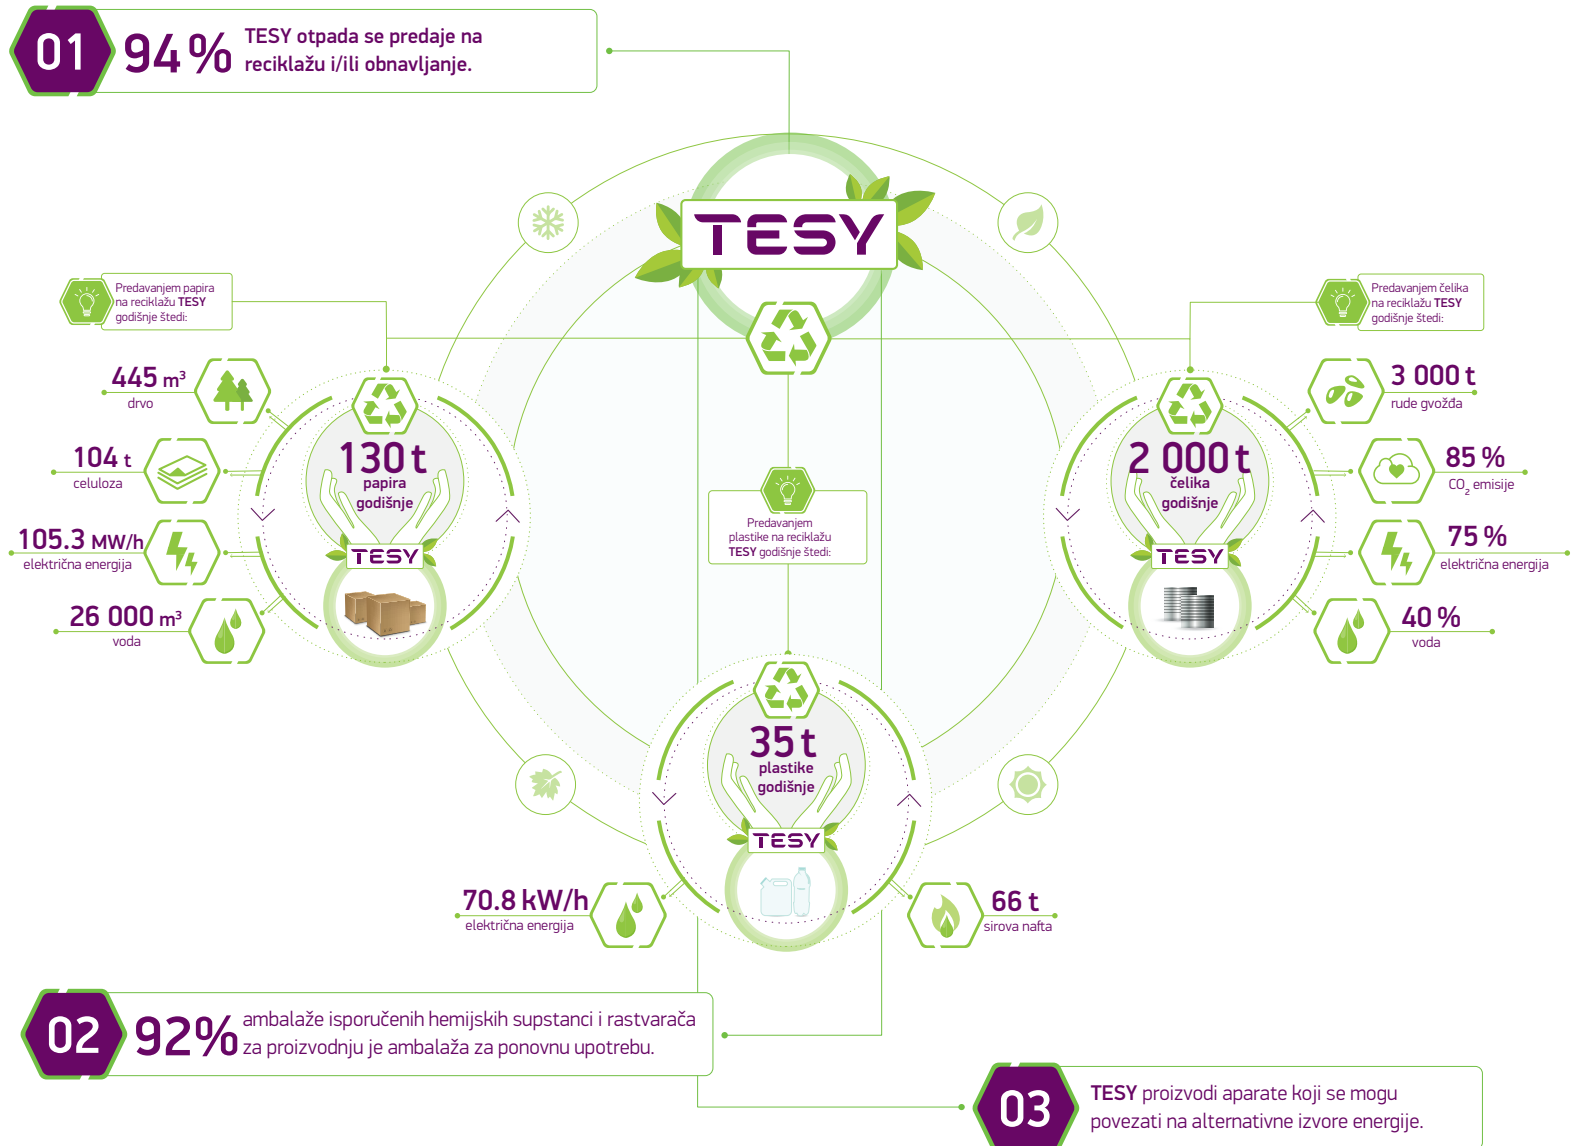 01
94%
TESY otpada se predaje na
reciklažu i/ili obnavljanje.
TESY
Predavanjem papira
na reciklažu TESY
godišnje štedi:
445 m³
drvo
104 t
celuloza
105.3 MW/h
električna energija
26 000 m³
voda
130 t
papira
godišnje
TESY
Predavanjem
plastike na reciklažu
TESY godišnje štedi:
35 t
plastike
godišnje
TESY
70.8 kW/h
električna energija
66 t
sirova nafta
Predavanjem čelika
na reciklažu TESY
godišnje štedi:
2 000 t
čelika
godišnje
TESY
3 000 t
rude gvožđa
85 %
CO₂ emisije
75 %
električna energija
40 %
voda
02
92%
ambalaže isporučenih hemijskih supstanci i rastvarača
za proizvodnju je ambalaža za ponovnu upotrebu.
03
TESY proizvodi aparate koji se mogu
povezati na alternativne izvore energije.